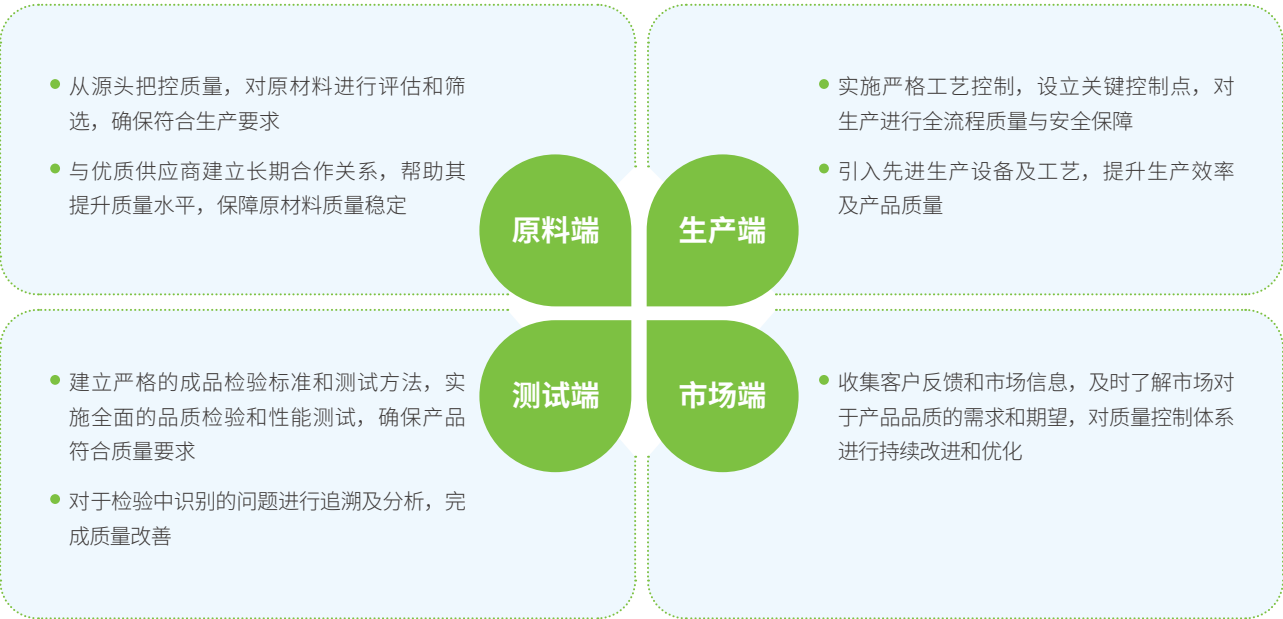 从源头把控质量，对原材料进行评估和筛
选，确保符合生产要求
与优质供应商建立长期合作关系，帮助其
提升质量水平，保障原材料质量稳定
原料端
实施严格工艺控制，设立关键控制点，对
生产进行全流程质量与安全保障
引入先进生产设备及工艺，提升生产效率
及产品质量
生产端
建立严格的成品检验标准和测试方法，实
施全面的品质检验和性能测试，确保产品
符合质量要求
对于检验中识别的问题进行追溯及分析，完
成质量改善
测试端
收集客户反馈和市场信息，及时了解市场对
于产品品质的需求和期望，对质量控制体系
进行持续改进和优化
市场端